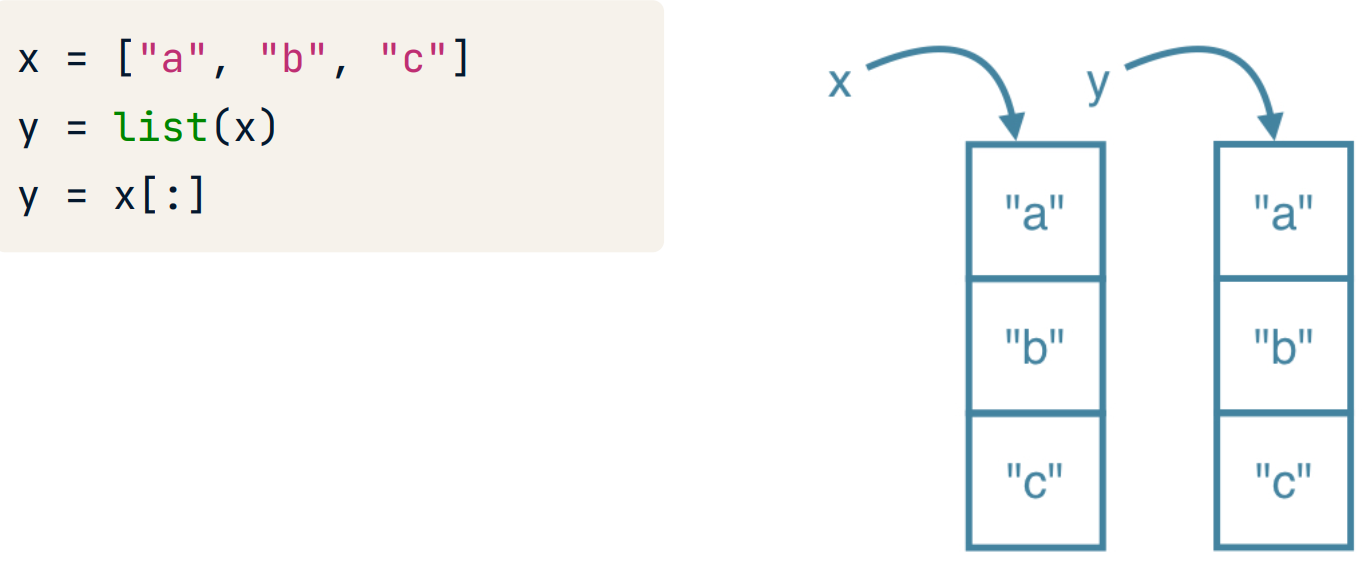 x = ["a", "b", "c"]
y = list(x)
y = x[:]
x
y
"a"
"a"
"b"
"b"
"c"
"c"